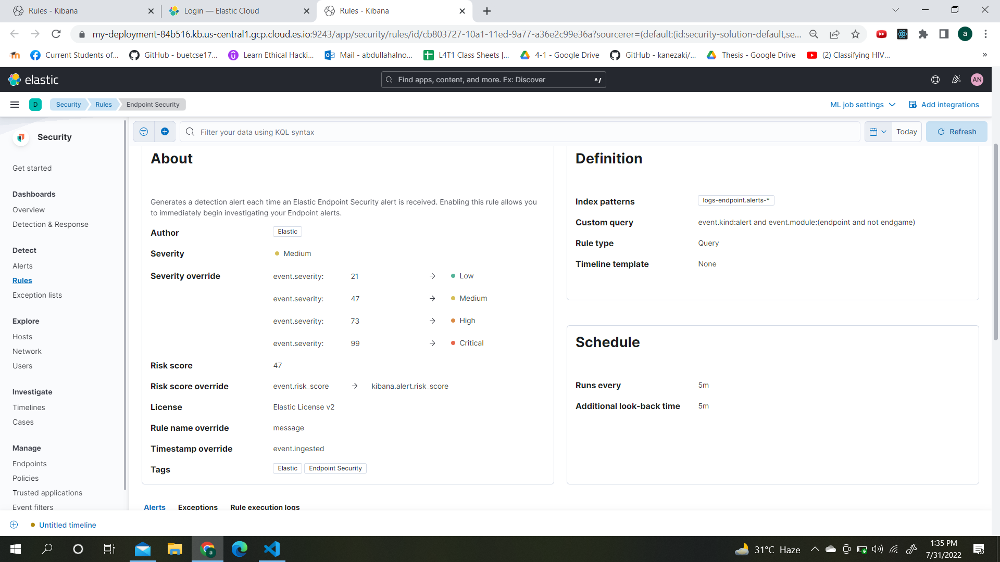 Rules - Kibana
Login — Elastic Cloud
Rules - Kibana
my-deployment-84b516.kb.us-central1.gcp.cloud.es.io:9243/app/security/rules/id/cb803727-10a1-11ed-9a77-a36e2c99e36a?sourcerer=(default:(id:security-solution-default,se...
a
Current Students of...
GitHub - buetcse17...
Learn Ethical Hacki...
Mail - abdullahalno...
L4T1 Class Sheets |...
4-1 - Google Drive
GitHub - kanezaki/...
Thesis - Google Drive
(2) Classifying HIV...
»
elastic
Find apps, content, and more. Ex: Discover
^/
AN
D
Security
Rules
Endpoint Security
ML job settings
Add integrations
Security
Filter your data using KQL syntax
Today
Refresh
Get started
Dashboards
Overview
Detection & Response
Detect
Alerts
Rules
Exception lists
Explore
Hosts
Network
Users
Investigate
Timelines
Cases
Manage
Endpoints
Policies
Trusted applications
Event filters
About
Generates a detection alert each time an Elastic Endpoint Security alert is received. Enabling this rule allows you
to immediately begin investigating your Endpoint alerts.
Author Elastic
Severity Medium
Severity override event.severity: 21 → Low
event.severity: 47 → Medium
event.severity: 73 → High
event.severity: 99 → Critical
Risk score 47
Risk score override event.risk_score → kibana.alert.risk_score
License Elastic License v2
Rule name override message
Timestamp override event.ingested
Tags Elastic Endpoint Security
Definition
Index patterns logs-endpoint.alerts-*
Custom query event.kind:alert and event.module:(endpoint and not endgame)
Rule type Query
Timeline template None
Schedule
Runs every 5m
Additional look-back time 5m
Alerts Exceptions Rule execution logs
Untitled timeline
a
31°C Haze
1:35 PM
7/31/2022